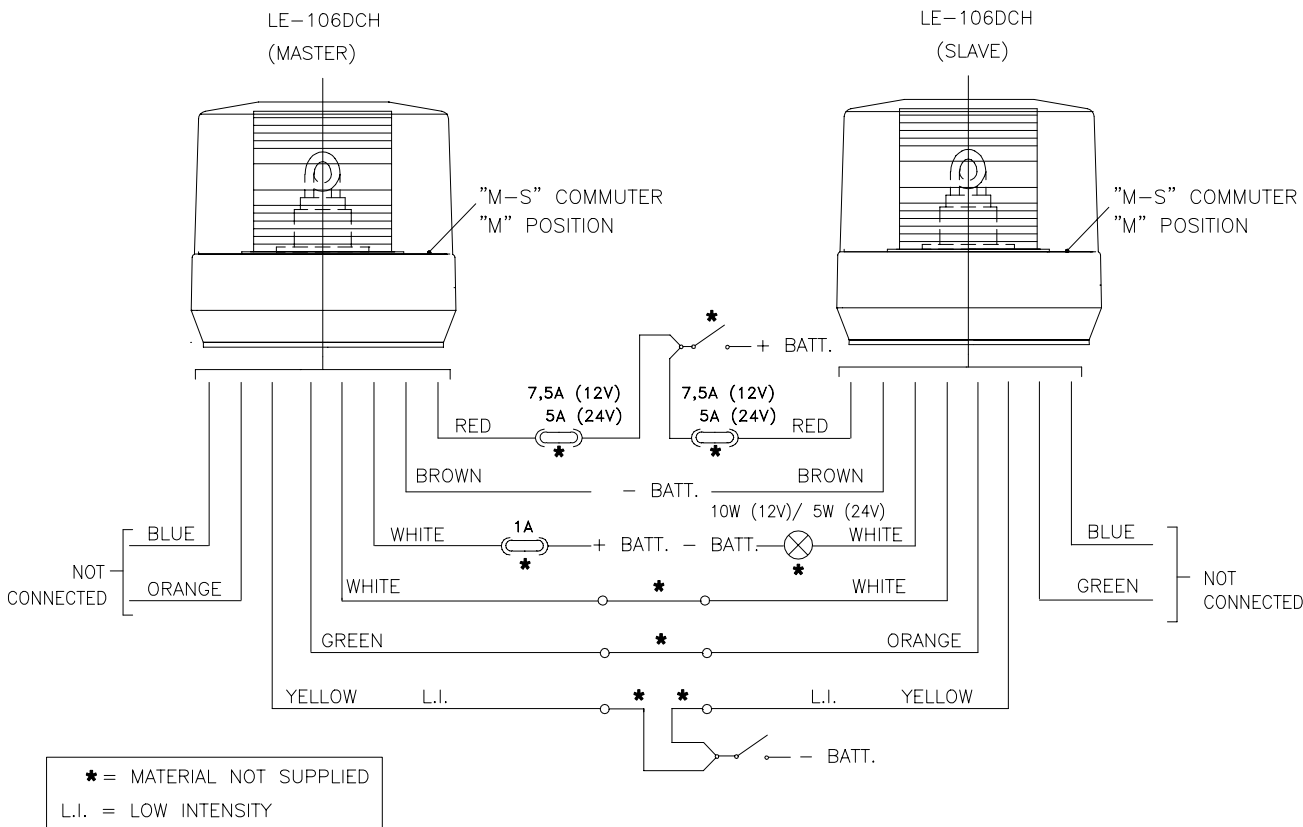 LE-106DCH
(MASTER)
LE-106DCH
(SLAVE)
"M-S" COMMUTER
"M" POSITION
"M-S" COMMUTER
"M" POSITION
*
+ BATT.
7,5A (12V)
5A (24V)
7,5A (12V)
5A (24V)
RED
*
*
RED
BROWN
- BATT.
BROWN
10W (12V)/ 5W (24V)
BLUE
WHITE
1A
*
+ BATT.
- BATT.
*
WHITE
BLUE
NOT
CONNECTED
ORANGE
WHITE
*
WHITE
GREEN
NOT
CONNECTED
GREEN
*
ORANGE
YELLOW
L.I.
*
*
L.I.
YELLOW
- BATT.
* = MATERIAL NOT SUPPLIED
L.I. = LOW INTENSITY